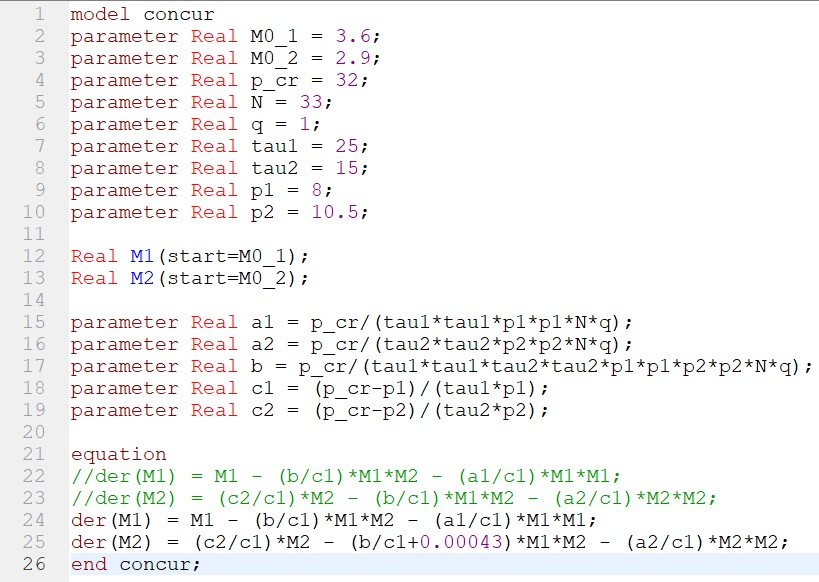 1 model concur
2 parameter Real M0_1 = 3.6;
3 parameter Real M0_2 = 2.9;
4 parameter Real p_cr = 32;
5 parameter Real N = 33;
6 parameter Real q = 1;
7 parameter Real tau1 = 25;
8 parameter Real tau2 = 15;
9 parameter Real p1 = 8;
10 parameter Real p2 = 10.5;
11
12 Real M1(start=M0_1);
13 Real M2(start=M0_2);
14
15 parameter Real a1 = p_cr/(tau1*tau1*p1*p1*N*q);
16 parameter Real a2 = p_cr/(tau2*tau2*p2*p2*N*q);
17 parameter Real b = p_cr/(tau1*tau1*tau2*tau2*p1*p1*p2*p2*N*q);
18 parameter Real c1 = (p_cr-p1)/(tau1*p1);
19 parameter Real c2 = (p_cr-p2)/(tau2*p2);
20
21 equation
22 //der(M1) = M1 - (b/c1)*M1*M2 - (a1/c1)*M1*M1;
23 //der(M2) = (c2/c1)*M2 - (b/c1)*M1*M2 - (a2/c1)*M2*M2;
24 der(M1) = M1 - (b/c1)*M1*M2 - (a1/c1)*M1*M1;
25 der(M2) = (c2/c1)*M2 - (b/c1+0.00043)*M1*M2 - (a2/c1)*M2*M2;
26 end concur;